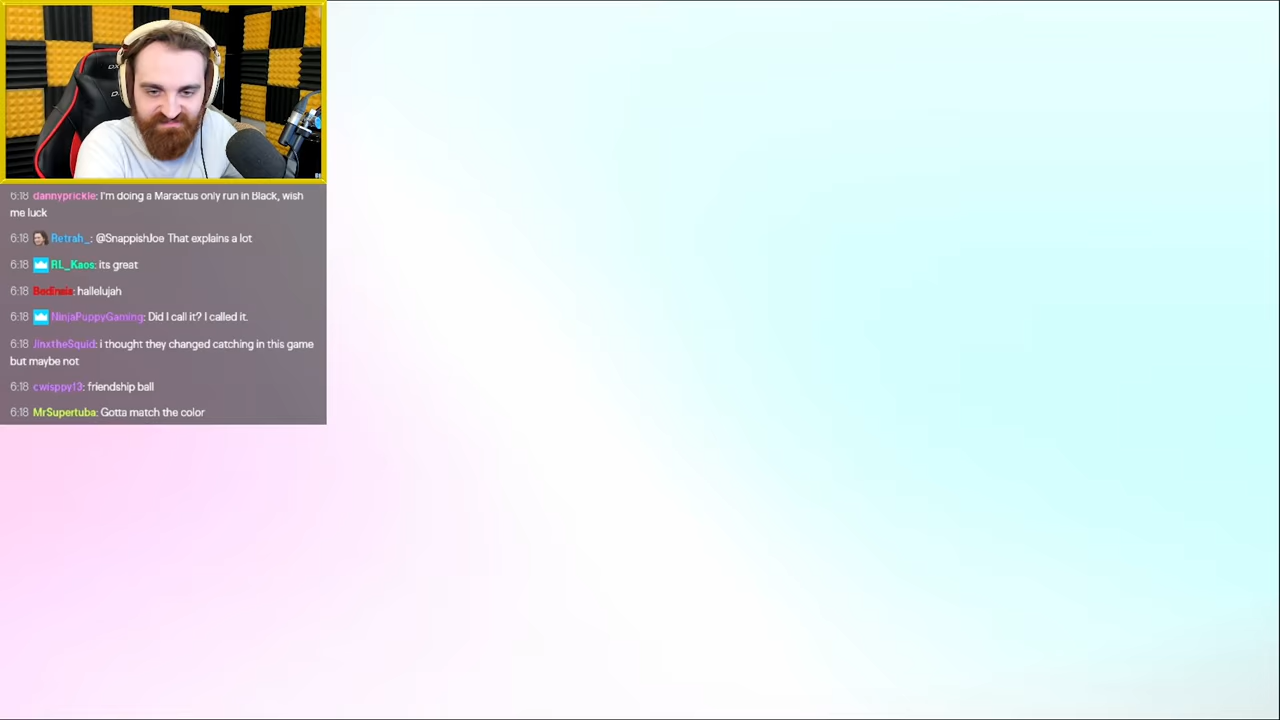 6:18 dannyprickle: I'm doing a Maractus only run in Black, wish
me luck
6:18 Retrah_: @SnappishJoe That explains a lot
6:18 RL_Kaos: its great
6:18 Bedinsis: hallelujah
6:18 NinjaPuppyGaming: Did I call it? I called it.
6:18 JinxtheSquid: i thought they changed catching in this game
but maybe not
6:18 cwisppy13: friendship ball
6:18 MrSupertuba: Gotta match the color